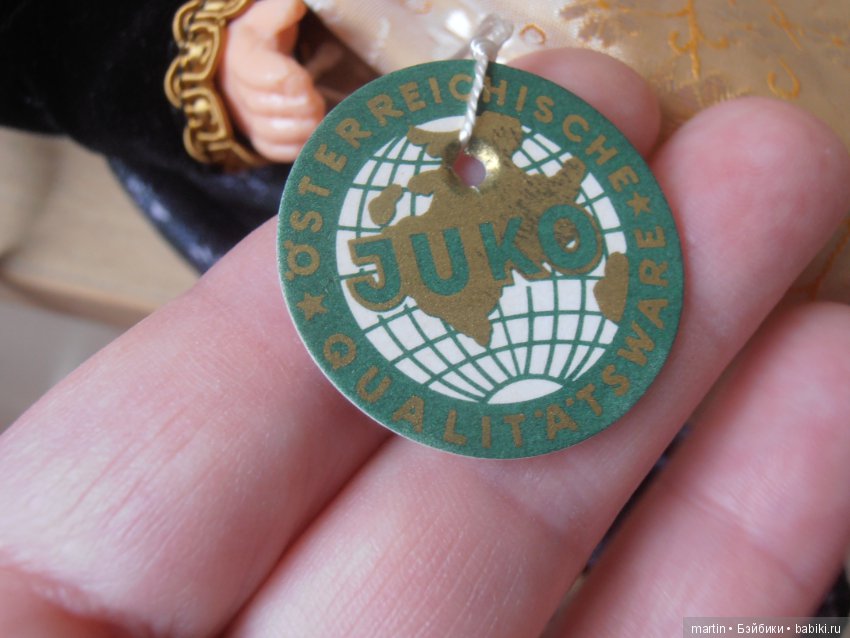 ÖSTERREICHISCHE
JUKO
QUALITÄTSWARE
martin • Бэйбики • babiki.ru